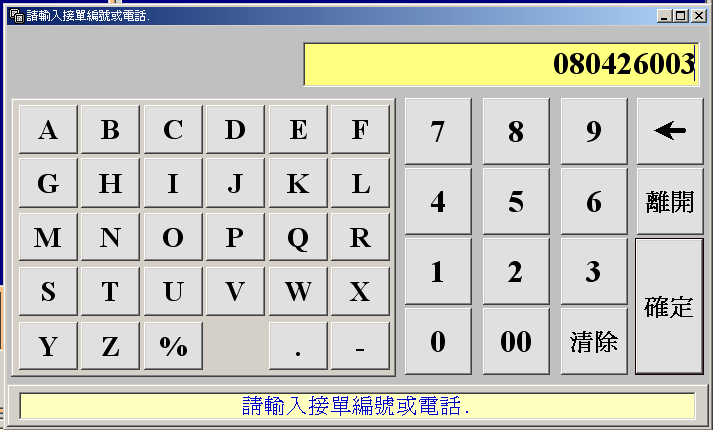 請輸入接單編號或電話.
080426003
A B C D E F 7 8 9
G H I J K L 4 5 6 離開
M N O P Q R
S T U V W X 1 2 3 確定
Y Z % . - 0 00 清除
請輸入接單編號或電話.